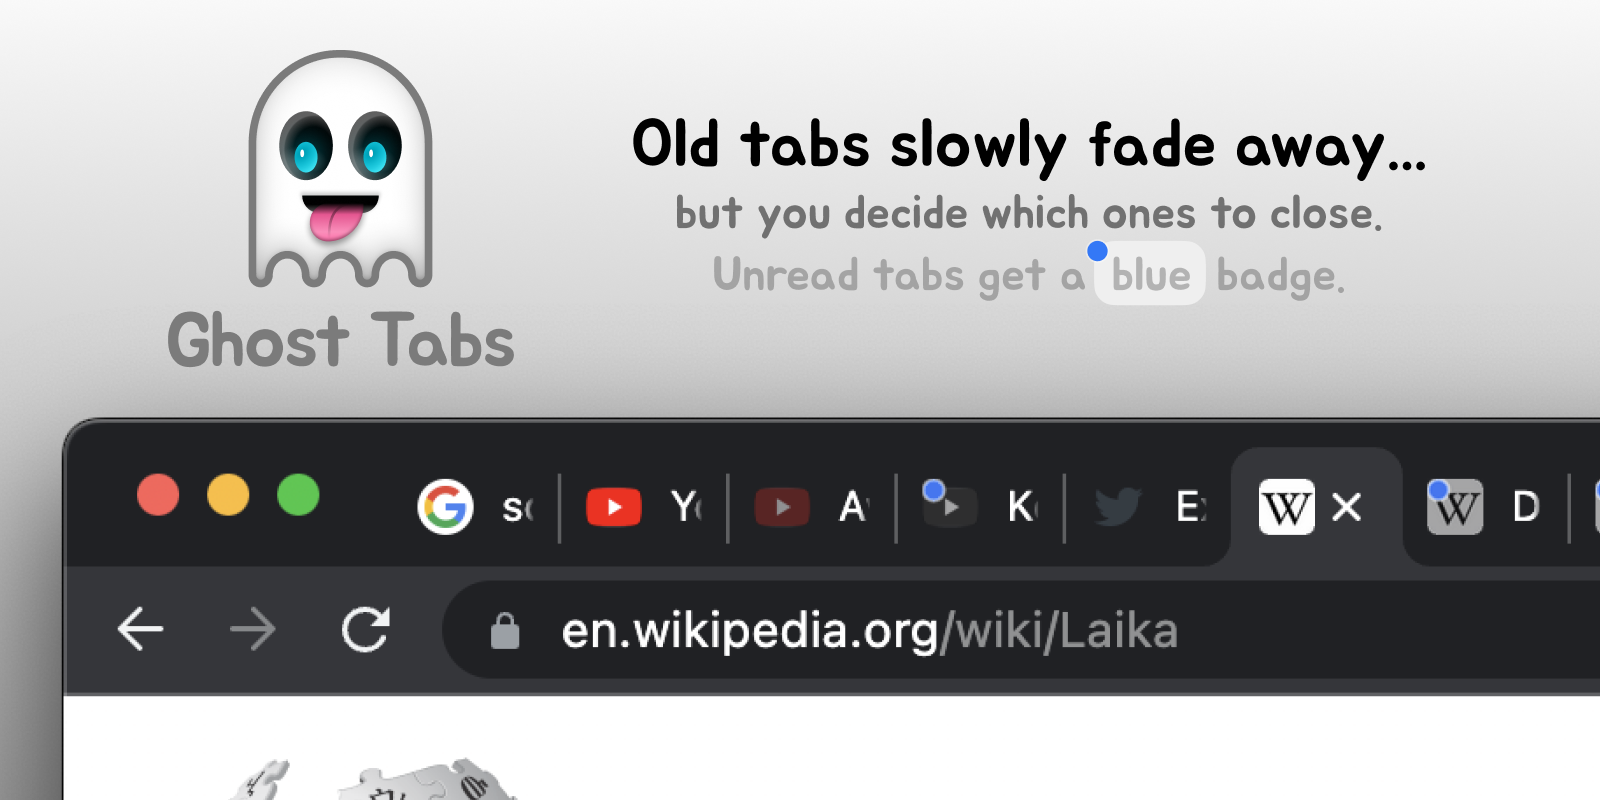 Old tabs slowly fade away...
but you decide which ones to close.
Unread tabs get a blue badge.
Ghost Tabs
G
Y
A
K
E
W
W D
en.wikipedia.org/wiki/Laika